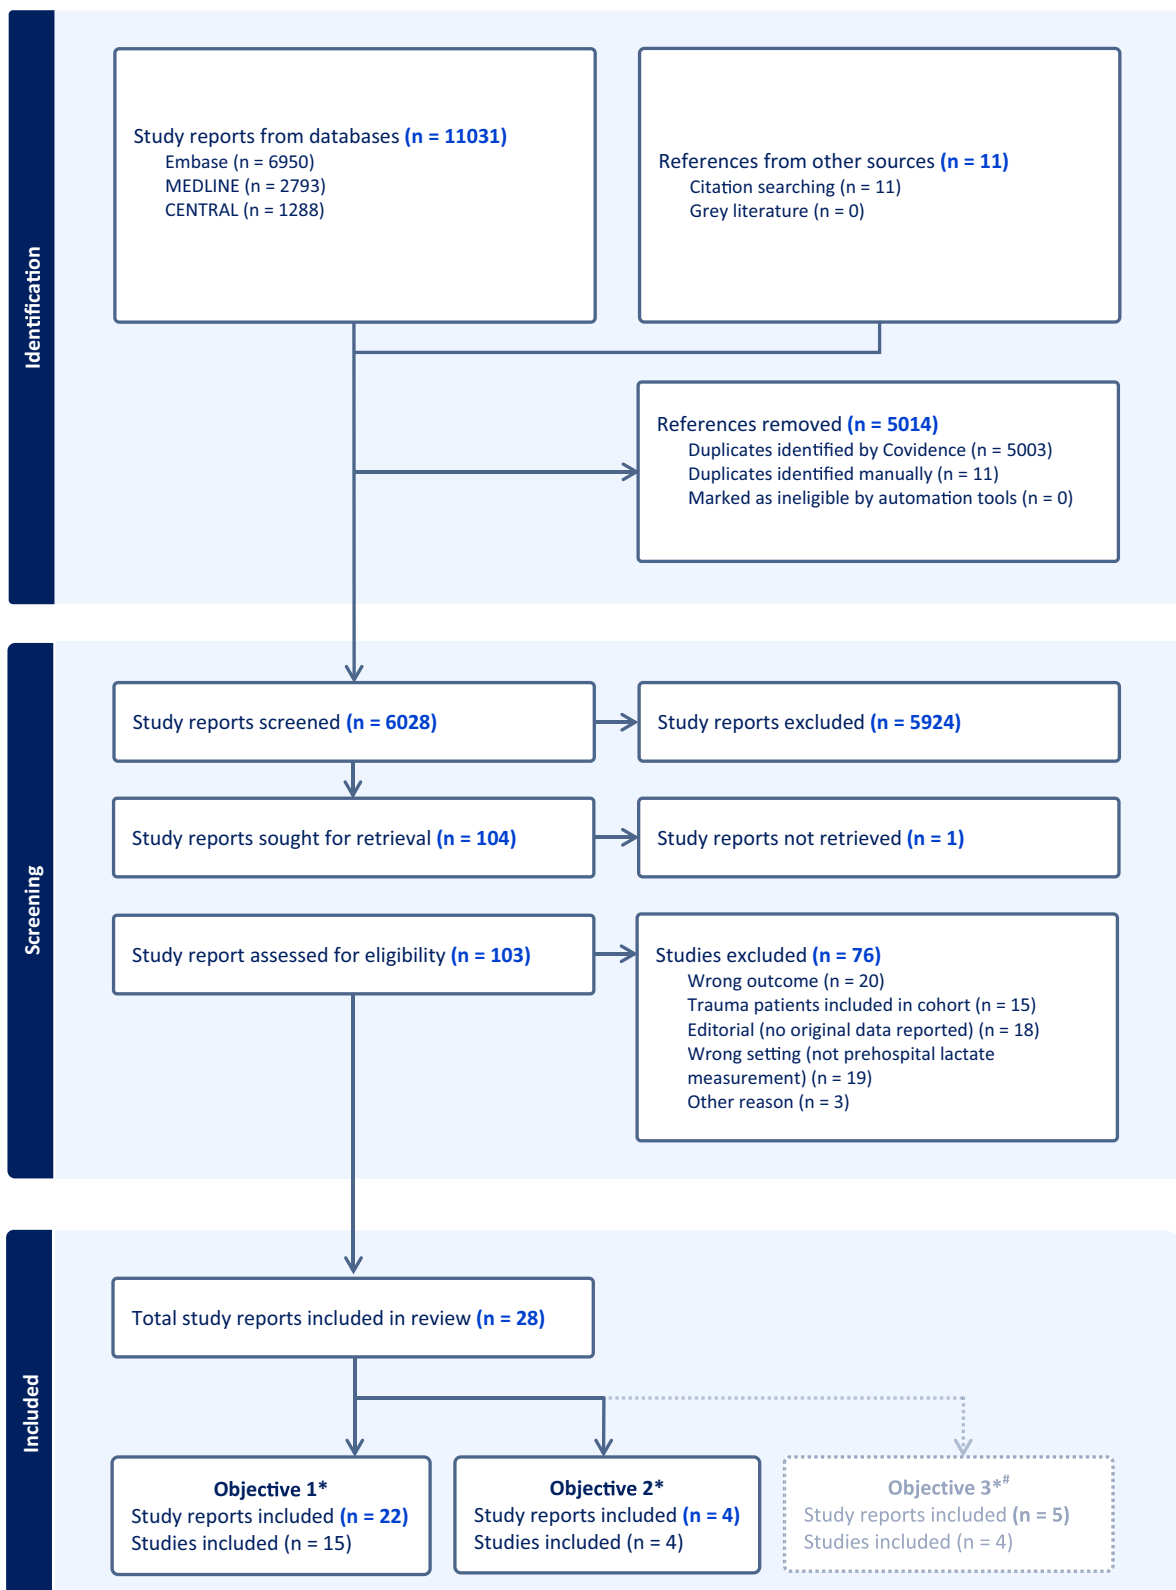 Identification
Study reports from databases (n = 11031)
Embase (n = 6950)
MEDLINE (n = 2793)
CENTRAL (n = 1288)
References from other sources (n = 11)
Citation searching (n = 11)
Grey literature (n = 0)
References removed (n = 5014)
Duplicates identified by Covidence (n = 5003)
Duplicates identified manually (n = 11)
Marked as ineligible by automation tools (n = 0)
Screening
Study reports screened (n = 6028)
Study reports excluded (n = 5924)
Study reports sought for retrieval (n = 104)
Study reports not retrieved (n = 1)
Study report assessed for eligibility (n = 103)
Studies excluded (n = 76)
Wrong outcome (n = 20)
Trauma patients included in cohort (n = 15)
Editorial (no original data reported) (n = 18)
Wrong setting (not prehospital lactate
measurement) (n = 19)
Other reason (n = 3)
Included
Total study reports included in review (n = 28)
Objective 1*
Study reports included (n = 22)
Studies included (n = 15)
Objective 2*
Study reports included (n = 4)
Studies included (n = 4)
Objective 3*#
Study reports included (n = 5)
Studies included (n = 4)